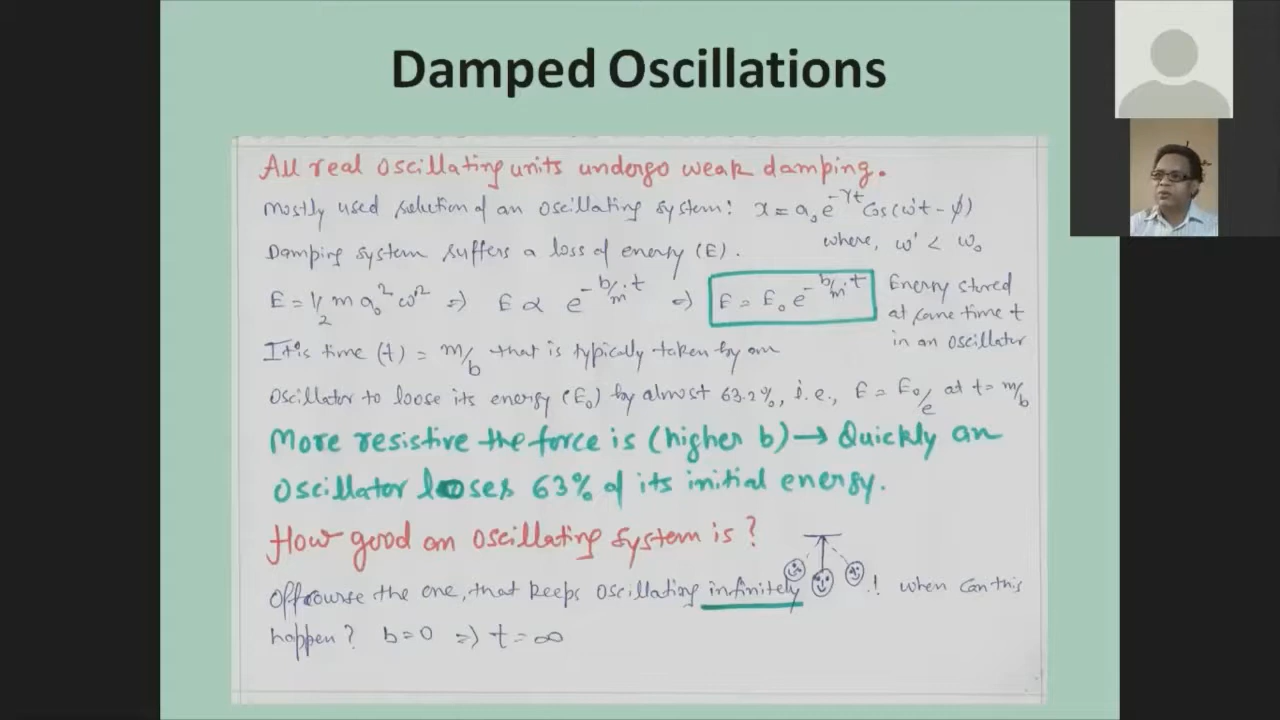 Damped Oscillations
All real oscillating units undergo weak damping.
Mostly used solution of an oscillating system: x = a₀e^{-γt} Cos(ω't - φ)
where, ω' < ω₀
Damping system suffers a loss of energy (E).
E = 1/2 m a₀² ω² ⇒ E ∝ e^{-b/m·t} ⇒ E = E₀ e^{-b/m·t}
Energy stored
at some time t
in an oscillator
It is time (t) = m/b that is typically taken by an
Oscillator to loose its energy (E₀) by almost 63.2%, i.e., E = E₀/e at t = m/b
More resistive the force is (higher b) → Quickly an
Oscillator looses 63% of its initial energy.
How good an oscillating system is?
Offcourse the one, that keeps oscillating infinitely .! when can this
happen? b=0 ⇒ t = ∞